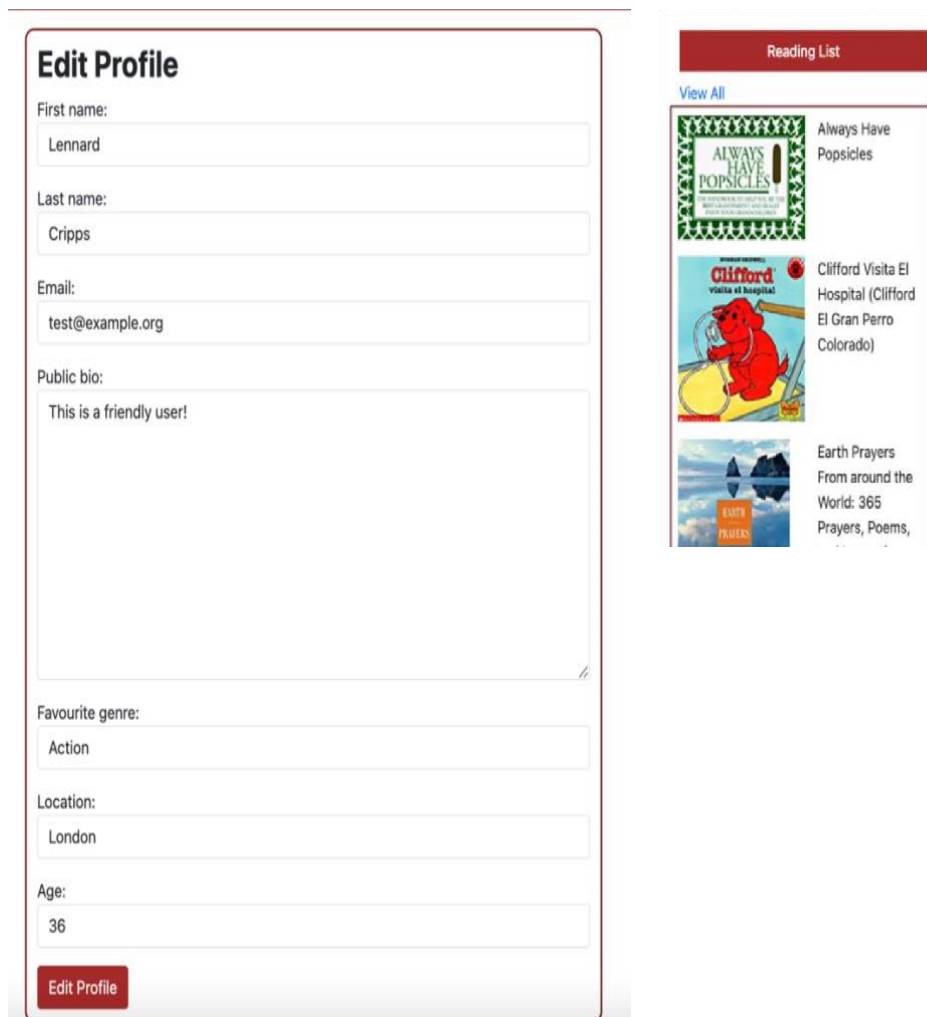 Edit Profile
First name:
Lennard
Last name:
Cripps
Email:
test@example.org
Public bio:
This is a friendly user!
Favourite genre:
Action
Location:
London
Age:
36
Edit Profile
Reading List
View All
ALWAYS
HAVE
POPSICLES
Always Have
Popsicles
Clifford
visita el hospital
Clifford Visita El
Hospital (Clifford
El Gran Perro
Colorado)
EARTH
PRAYERS
Earth Prayers
From around the
World: 365
Prayers, Poems,